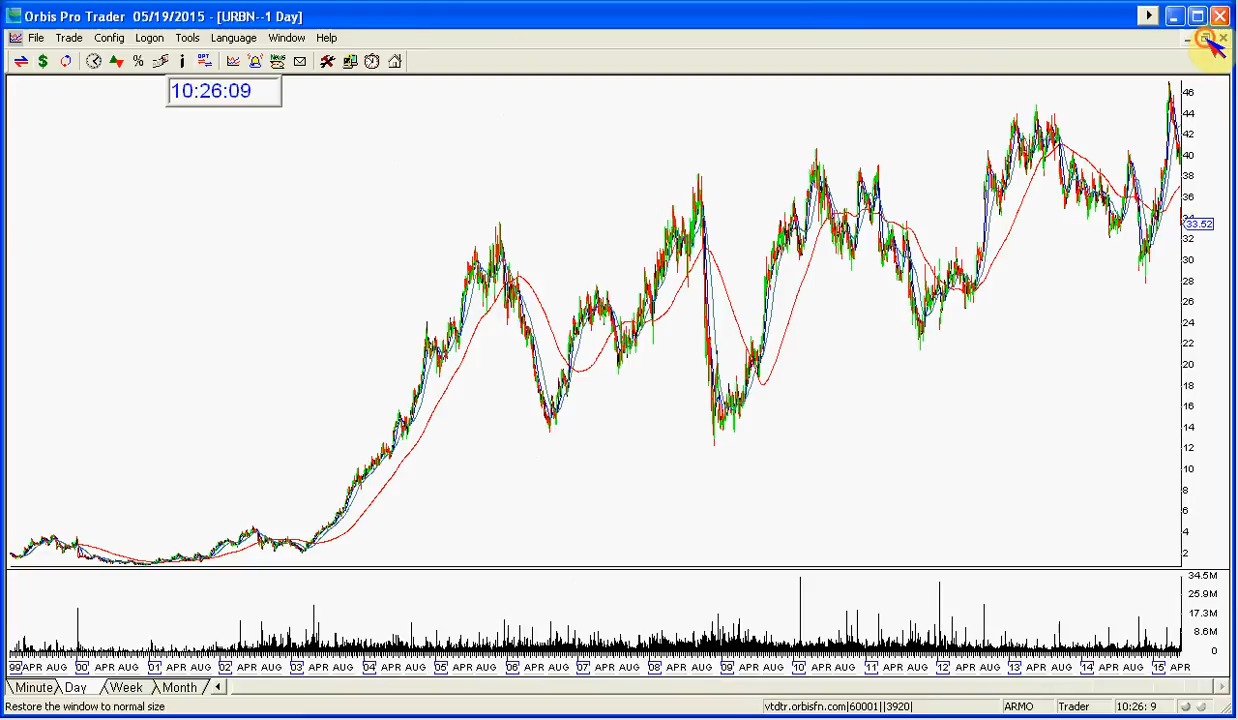 Orbis Pro Trader 05/19/2015 - [URBN--1 Day]
File Trade Config Logon Tools Language Window Help
$ % i OPT News
10:26:09
46
44
42
40
38
36
34
33.52
32
30
28
26
24
22
20
18
16
14
12
10
8
6
4
2
34.5M
25.9M
17.3M
8.6M
0
99 APR AUG 00 APR AUG 01 APR AUG 02 APR AUG 03 APR AUG 04 APR AUG 05 APR AUG 06 APR AUG 07 APR AUG 08 APR AUG 09 APR AUG 10 APR AUG 11 APR AUG 12 APR AUG 13 APR AUG 14 APR AUG 15 APR
Minute Day Week Month
Restore the window to normal size vtdtr.orbisfn.com|60001||3920| ARMO Trader 10:26: 9